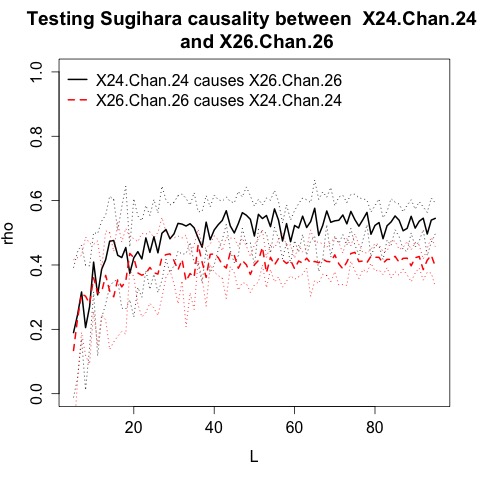 Testing Sugihara causality between  X24.Chan.24
and X26.Chan.26
X24.Chan.24 causes X26.Chan.26
X26.Chan.26 causes X24.Chan.24
rho
1.0
0.8
0.6
0.4
0.2
0.0
20 40 60 80
L